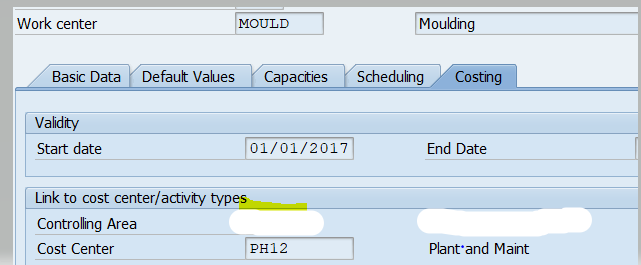 Work center MOULD Moulding
Basic Data Default Values Capacities Scheduling Costing
Validity
Start date 01/01/2017 End Date
Link to cost center/activity types
Controlling Area
Cost Center PH12 Plant and Maint